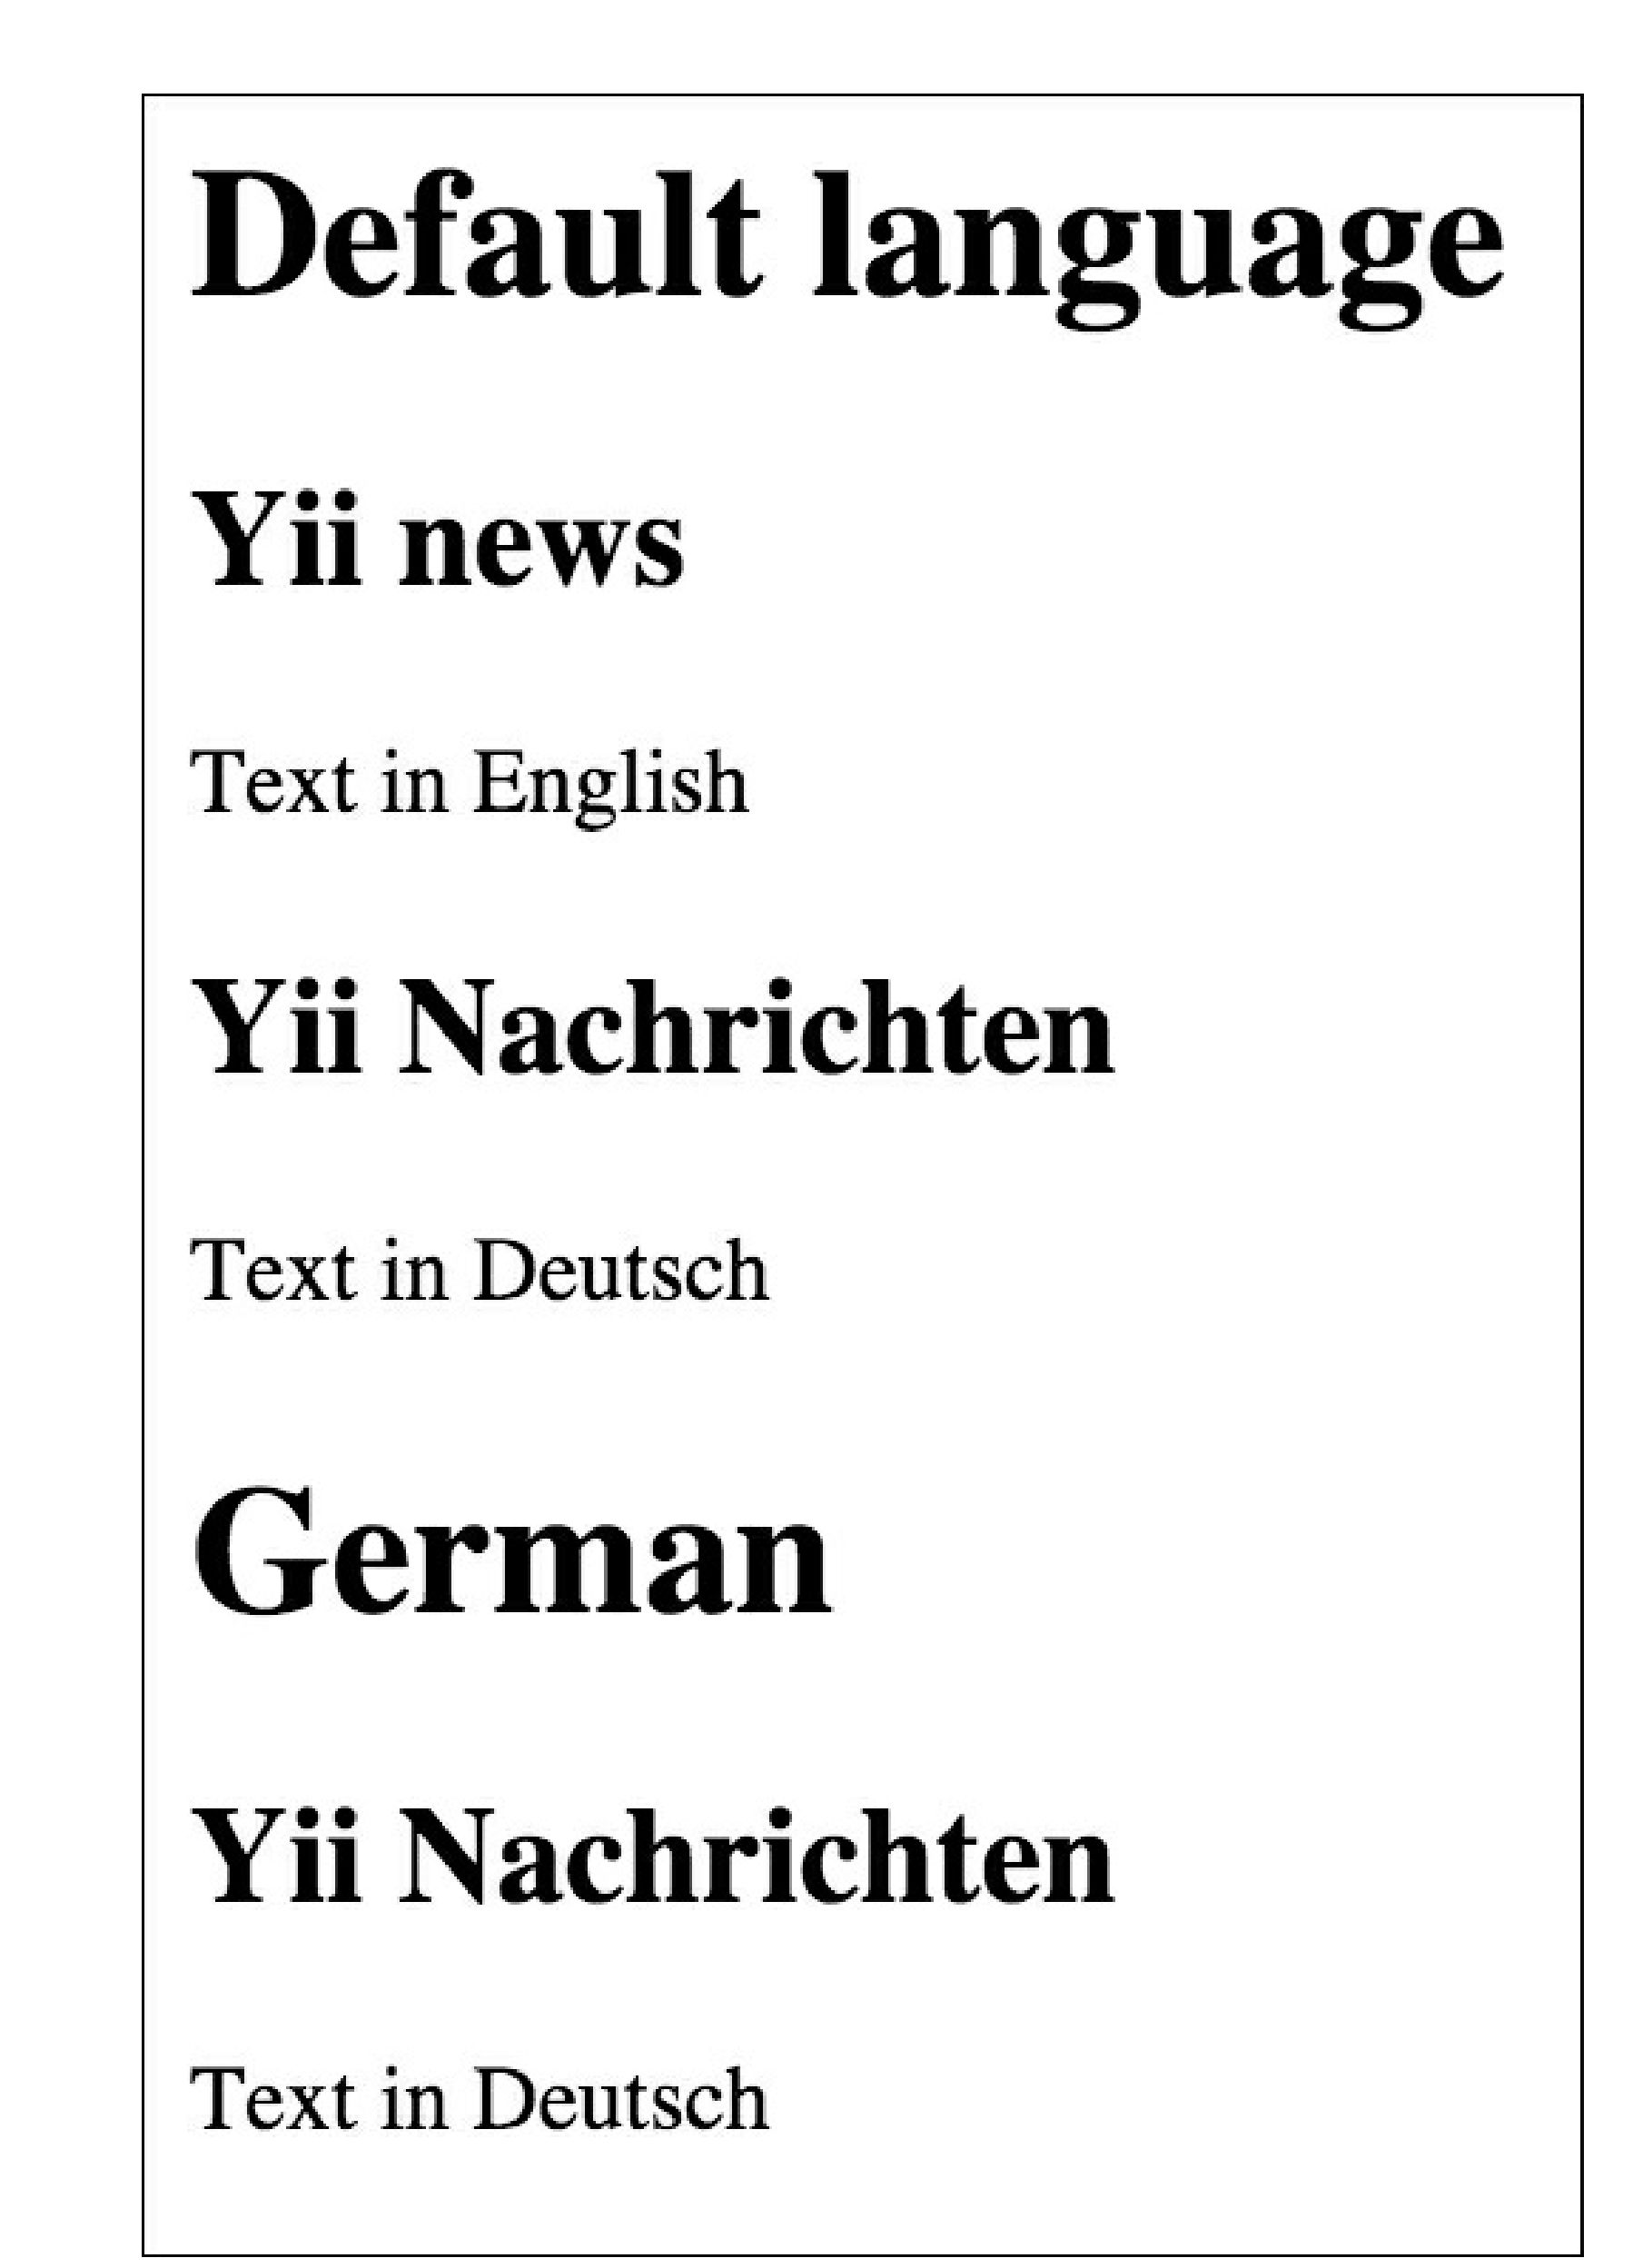 Default language
Yii news
Text in English
Yii Nachrichten
Text in Deutsch
German
Yii Nachrichten
Text in Deutsch